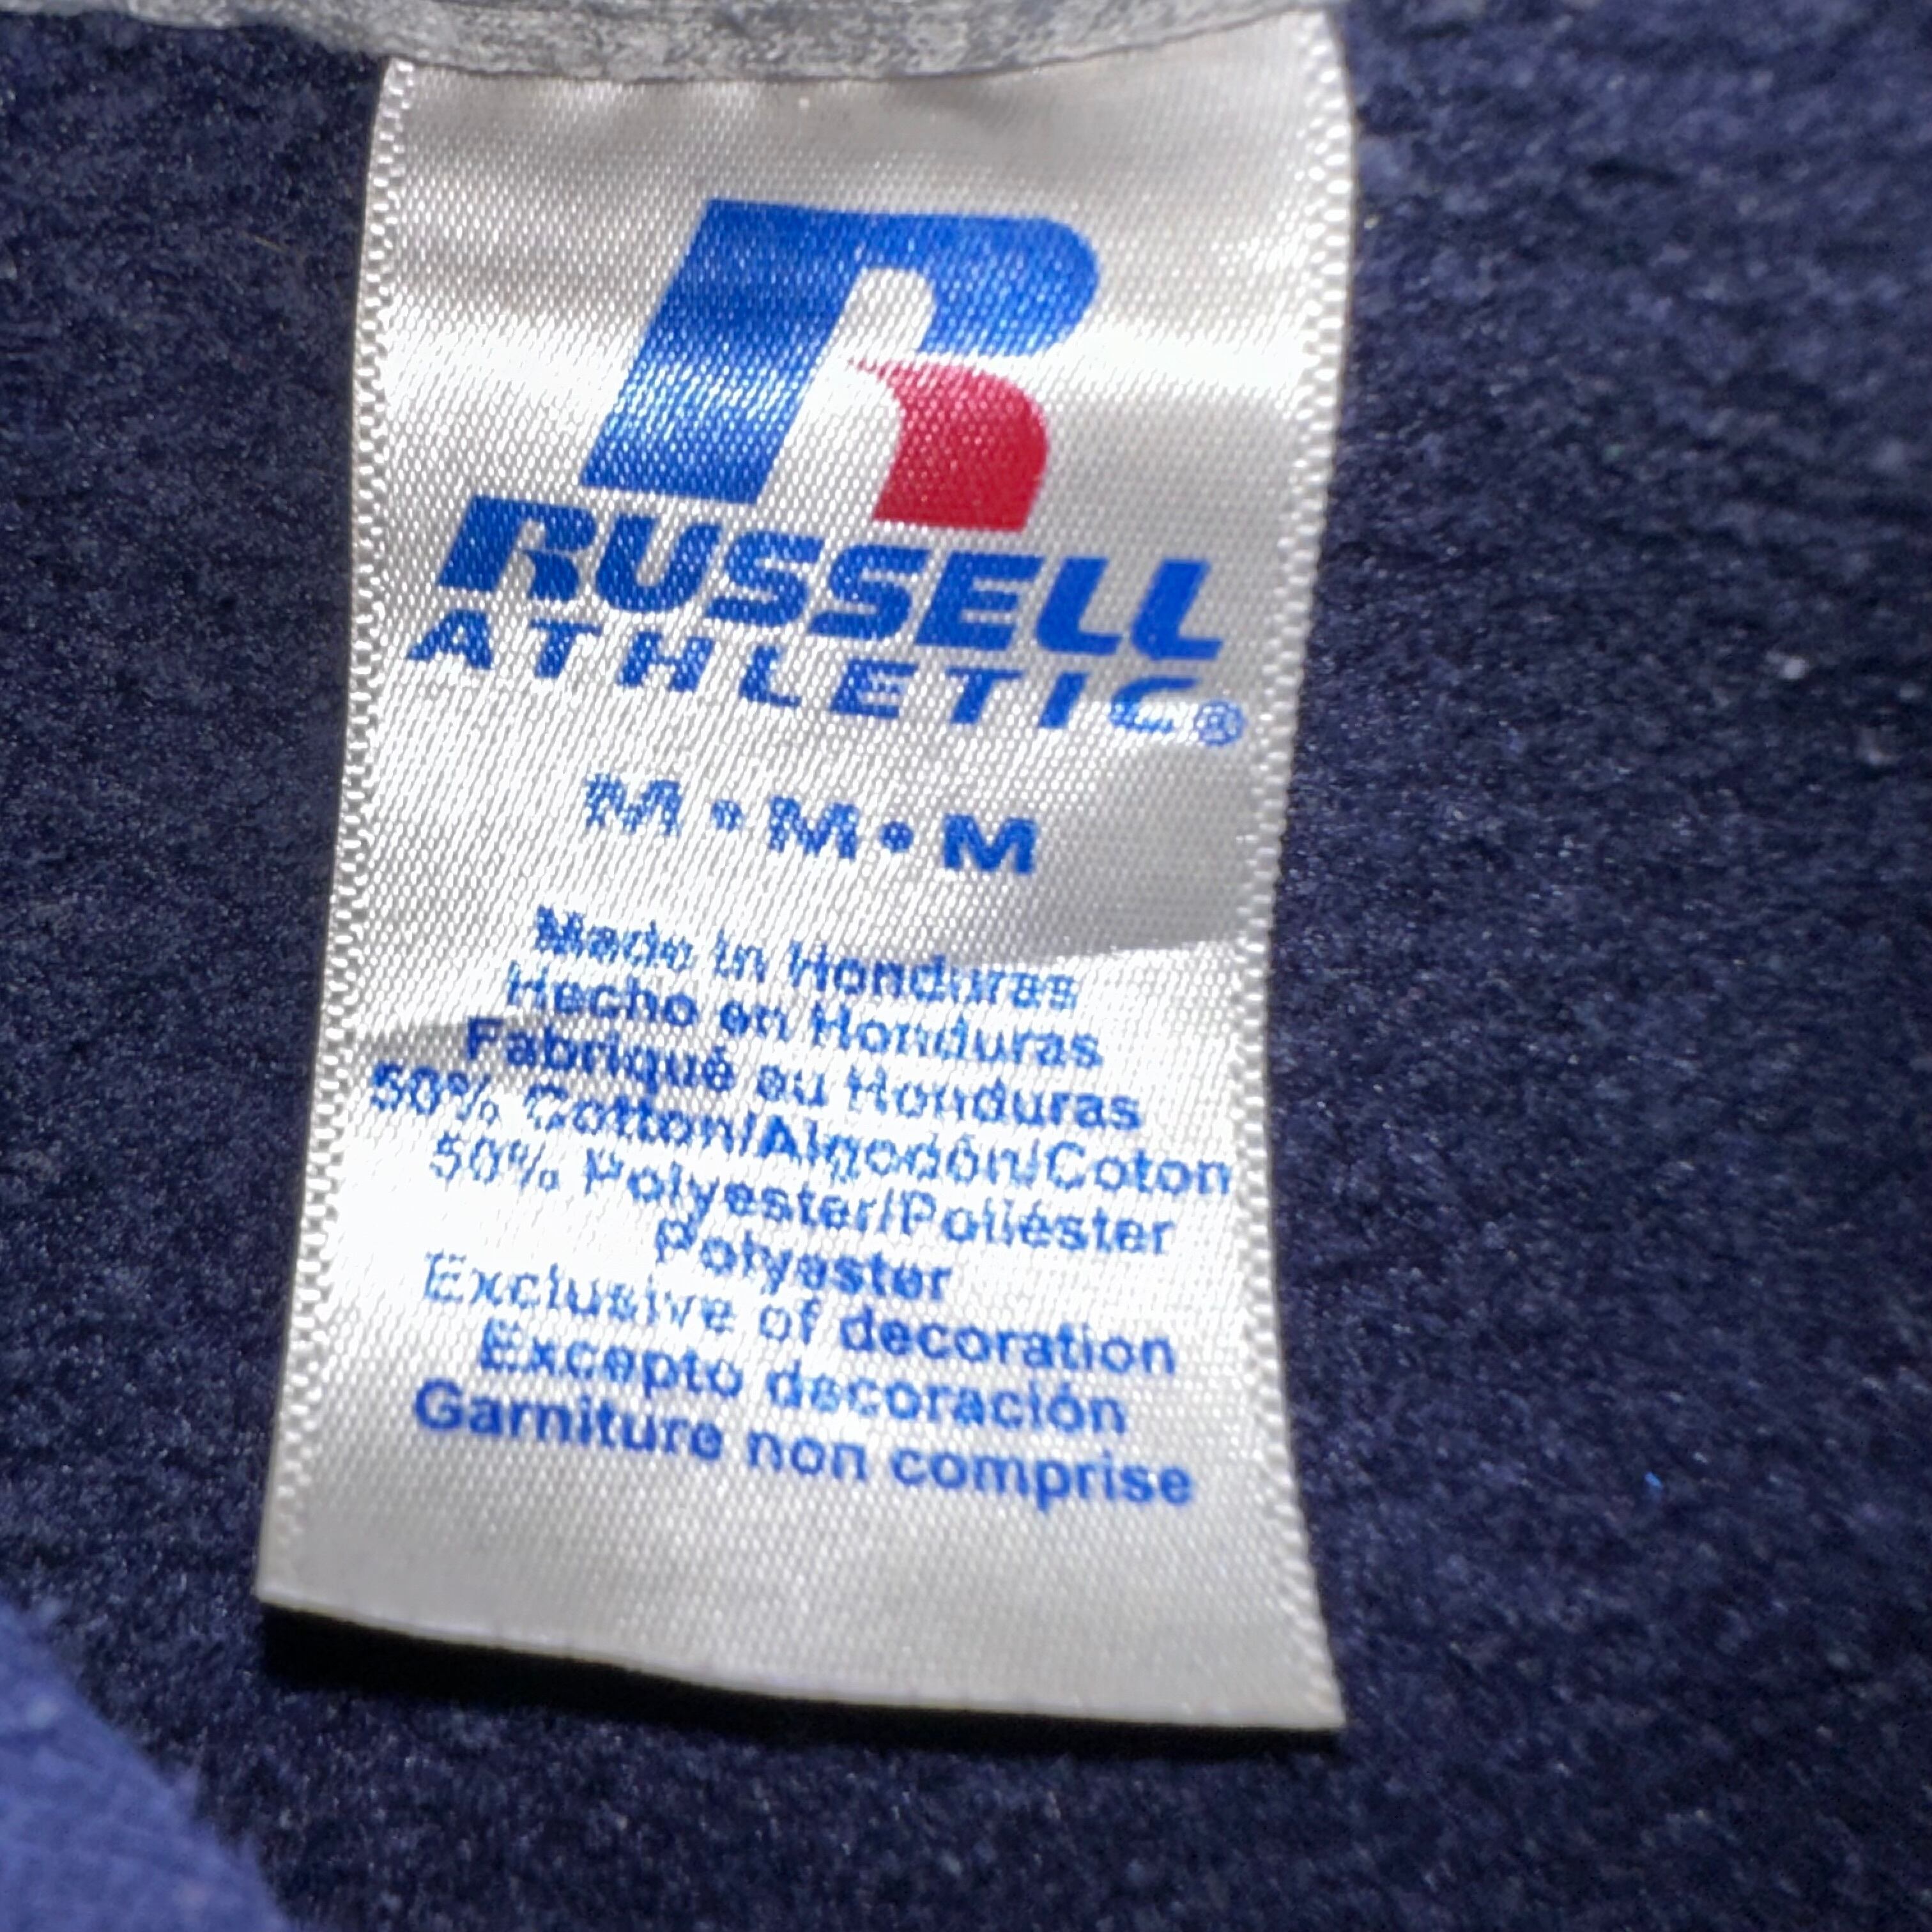 R
RUSSELL
ATHLETIC®
M • M • M
Made in Honduras
Hecho en Honduras
Fabriqué au Honduras
50% Cotton/Algodón/Coton
50% Polyester/Poliéster
Polyester
Exclusive of decoration
Excepto decoración
Garniture non comprise